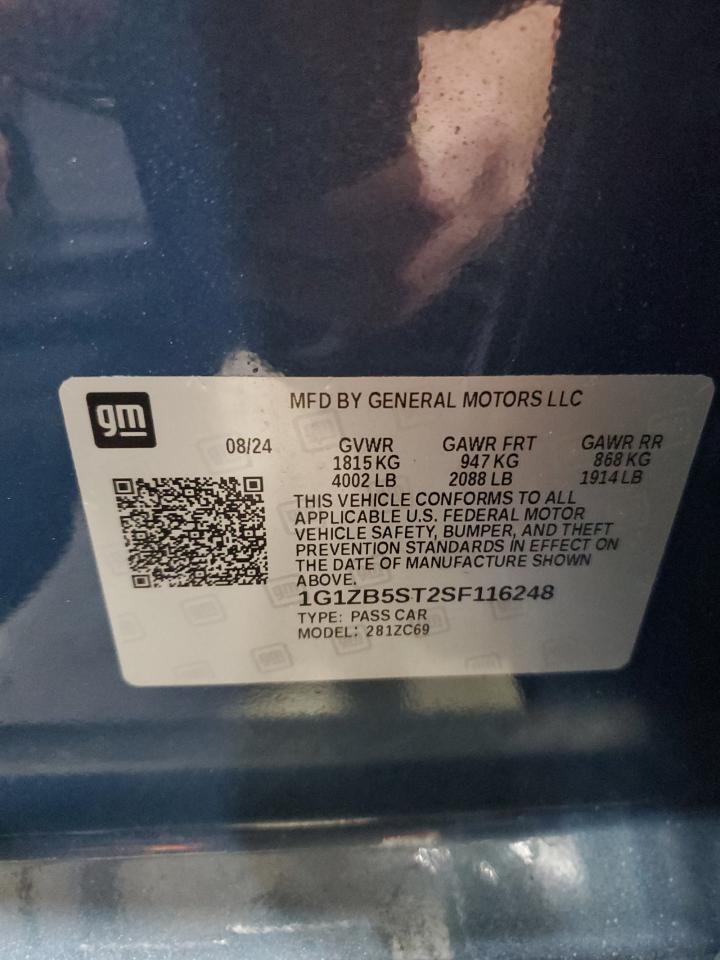 gm
MFD BY GENERAL MOTORS LLC
08/24 GVWR GAWR FRT GAWR RR
1815 KG 947 KG 868 KG
4002 LB 2088 LB 1914 LB
THIS VEHICLE CONFORMS TO ALL
APPLICABLE U.S. FEDERAL MOTOR
VEHICLE SAFETY, BUMPER, AND THEFT
PREVENTION STANDARDS IN EFFECT ON
THE DATE OF MANUFACTURE SHOWN
ABOVE.
1G1ZB5ST2SF116248
TYPE: PASS CAR
MODEL: 281ZC69